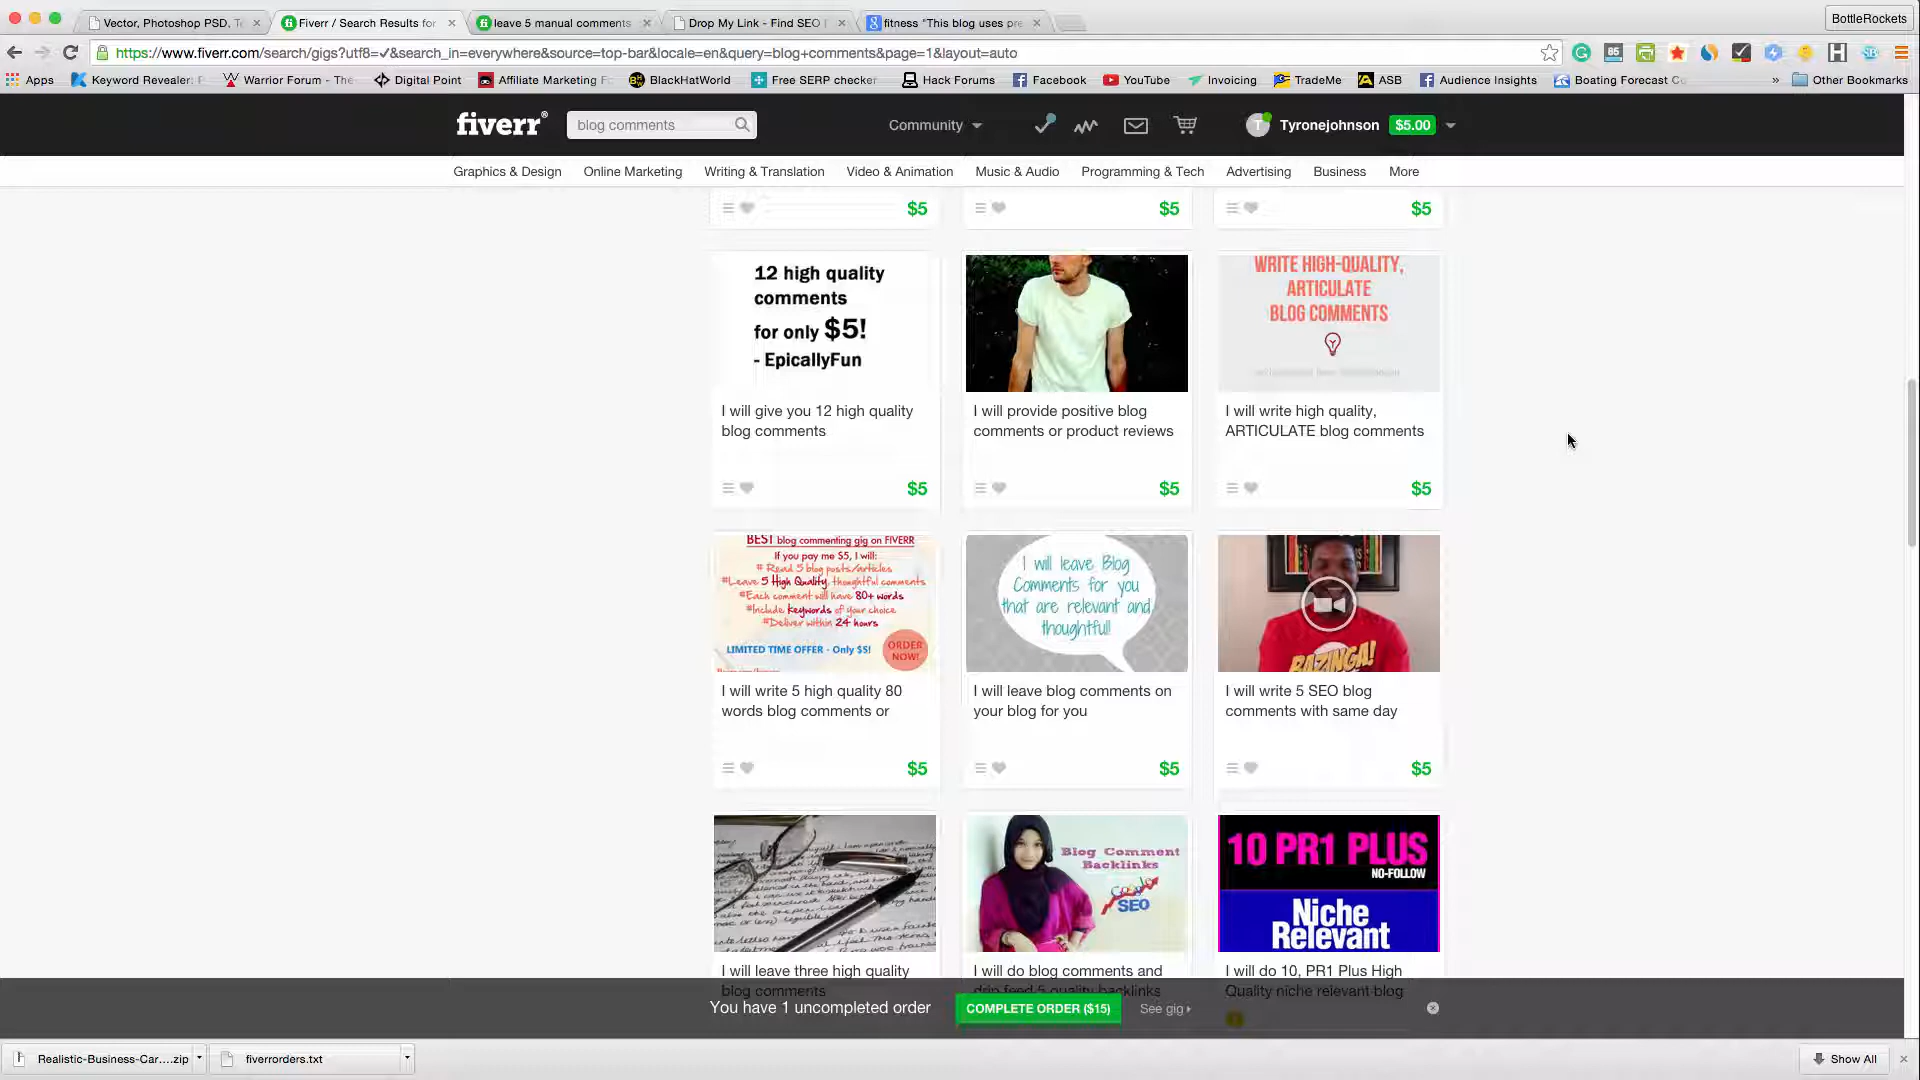 Vector, Photoshop PSD, T
Fiverr / Search Results for
leave 5 manual comments
Drop My Link - Find SEO
fitness "This blog uses pre
BottleRockets
https://www.fiverr.com/search/gigs?utf8=✓&search_in=everywhere&source=top-bar&locale=en&query=blog+comments&page=1&layout=auto
85
Apps
Keyword Revealer:
Warrior Forum - The
Digital Point
Affiliate Marketing Fo
BlackHatWorld
Free SERP checker
Hack Forums
Facebook
YouTube
Invoicing
TradeMe
ASB
Audience Insights
Boating Forecast Co
»
Other Bookmarks
fiverr®
blog comments
Community
T
Tyronejohnson
$5.00
Graphics & Design
Online Marketing
Writing & Translation
Video & Animation
Music & Audio
Programming & Tech
Advertising
Business
More
$5
$5
$5
12 high quality
comments
for only $5!
- EpicallyFun
WRITE HIGH-QUALITY,
ARTICULATE
BLOG COMMENTS
I will give you 12 high quality
blog comments
I will provide positive blog
comments or product reviews
I will write high quality,
ARTICULATE blog comments
$5
$5
$5
BEST blog commenting gig on FIVERR
If you pay me $5, I will:
# Read 5 blog posts/articles
#Leave 5 High Quality, thoughtful comments
#Each comment will have 80+ words
#Include keywords of your choice
#Deliver within 24 hours
LIMITED TIME OFFER - Only $5!
ORDER
NOW!
I will leave Blog
Comments for you
that are relevant and
thoughtful!
BAZINGA!
I will write 5 high quality 80
words blog comments or
I will leave blog comments on
your blog for you
I will write 5 SEO blog
comments with same day
$5
$5
$5
Blog Comment
Backlinks
Google
SEO
10 PR1 PLUS
NO-FOLLOW
Niche
Relevant
I will leave three high quality
blog comments
I will do blog comments and
drip feed 5 quality backlinks
I will do 10, PR1 Plus High
Quality niche relevant blog
You have 1 uncompleted order
COMPLETE ORDER ($15)
See gig
Realistic-Business-Car....zip
fiverrorders.txt
Show All